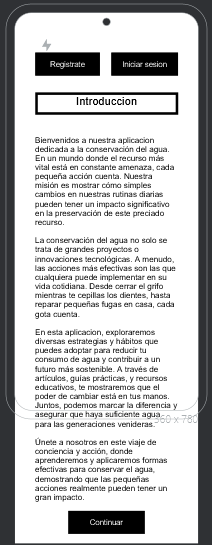 Registrate
Iniciar sesion
Introduccion
Bienvenidos a nuestra aplicacion
dedicada a la conservación del agua.
En un mundo donde el recurso más
vital está en constante amenaza, cada
pequeña acción cuenta. Nuestra
misión es mostrar cómo simples
cambios en nuestras rutinas diarias
pueden tener un impacto significativo
en la preservación de este preciado
recurso.
La conservación del agua no solo se
trata de grandes proyectos o
innovaciones tecnológicas. A menudo,
las acciones más efectivas son las que
cualquiera puede implementar en su
vida cotidiana. Desde cerrar el grifo
mientras te cepillas los dientes, hasta
reparar pequeñas fugas en casa, cada
gota cuenta.
En esta aplicacion, exploraremos
diversas estrategias y hábitos que
puedes adoptar para reducir tu
consumo de agua y contribuir a un
futuro más sostenible. A través de
artículos, guías prácticas, y recursos
educativos, te mostraremos que el
poder de cambiar está en tus manos.
Juntos, podemos marcar la diferencia y
asegurar que haya suficiente agua
para las generaciones venideras.
360 x 780
Únete a nosotros en este viaje de
conciencia y acción, donde
aprenderemos y aplicaremos formas
efectivas para conservar el agua,
demostrando que las pequeñas
acciones realmente pueden tener un
gran impacto.
Continuar